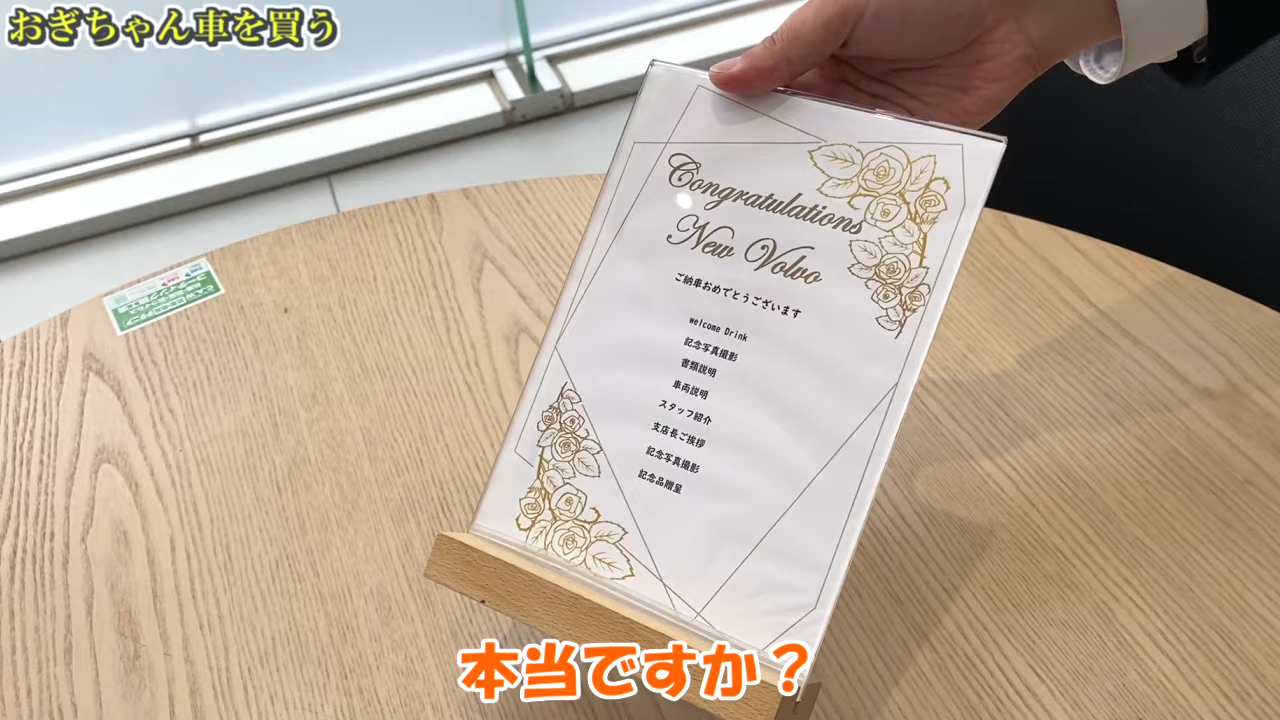 おぎちゃん車を買う
Congratulations
New Volvo
ご納車おめでとうございます
welcome Drink
記念写真撮影
書類説明
車両説明
スタッフ紹介
支店長ご挨拶
記念写真撮影
記念品贈呈
本当ですか？